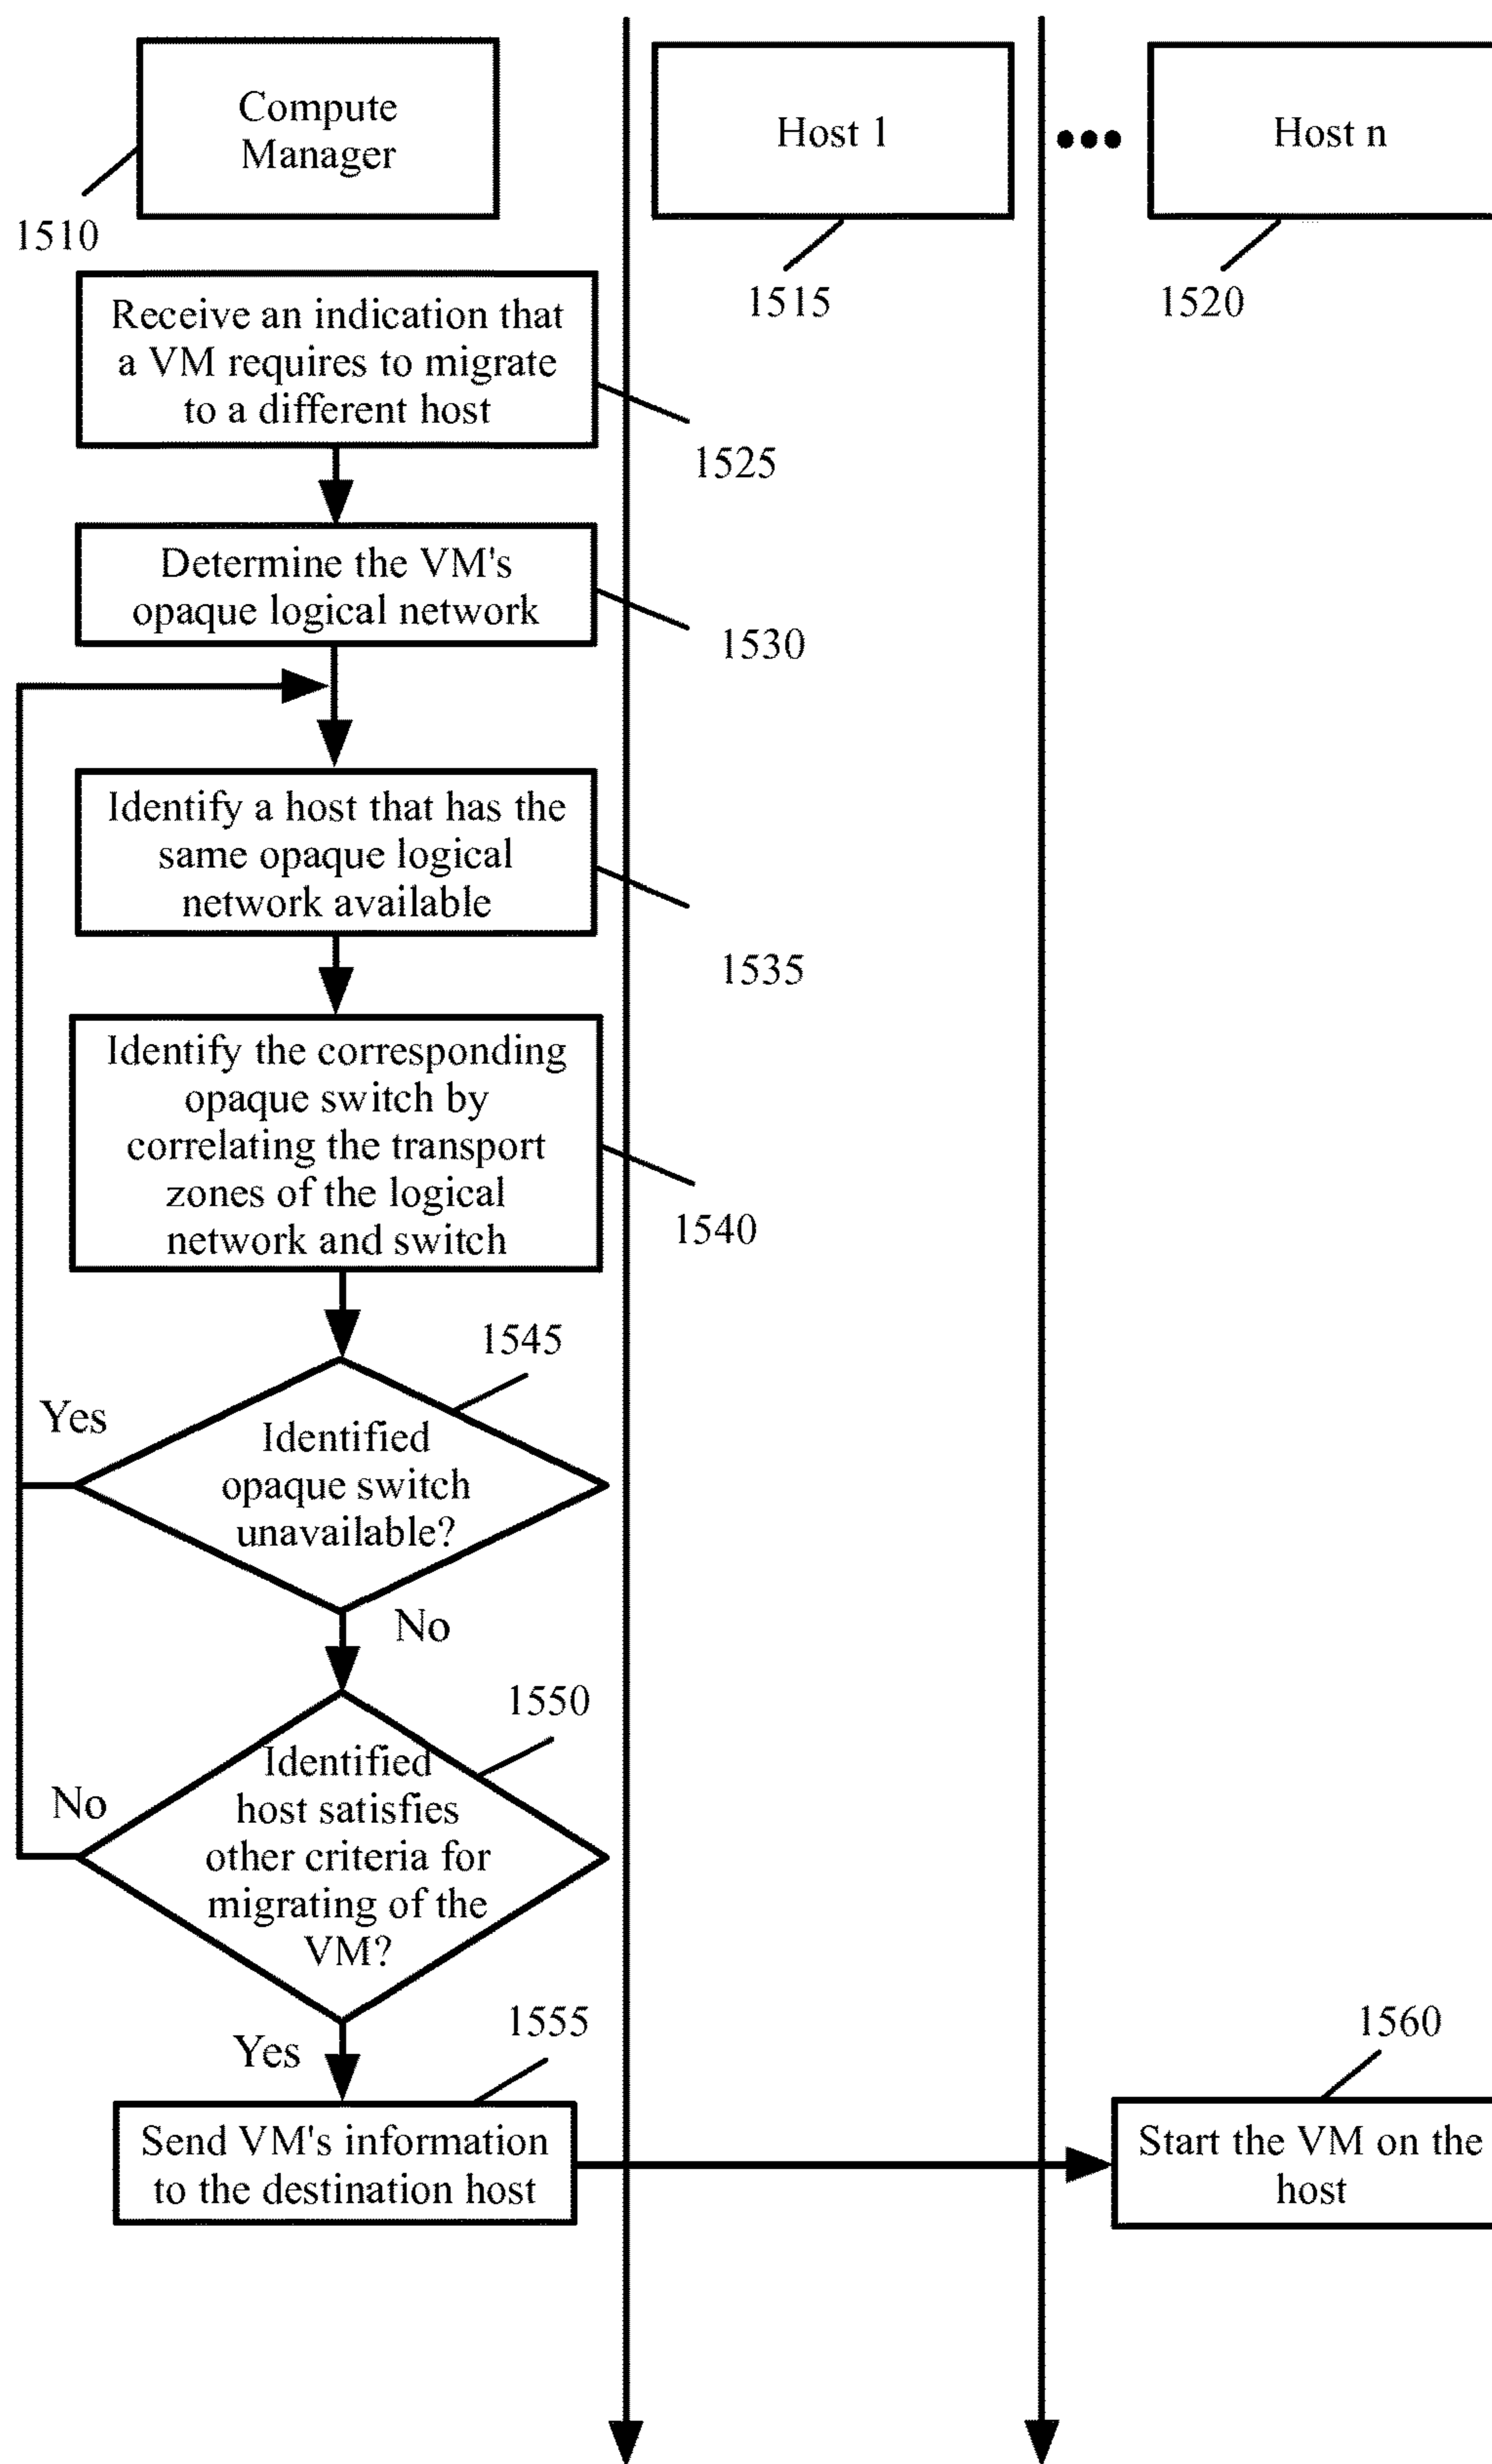 Compute
Manager
Host 1
•••
Host n
1510
1515
1520
Receive an indication that
a VM requires to migrate
to a different host
1525
Determine the VM's
opaque logical network
1530
Identify a host that has the
same opaque logical
network available
1535
Identify the corresponding
opaque switch by
correlating the transport
zones of the logical
network and switch
1540
1545
Yes
Identified
opaque switch
unavailable?
No
1550
No
Identified
host satisfies
other criteria for
migrating of the
VM?
Yes
1555
1560
Send VM's information
to the destination host
Start the VM on the
host